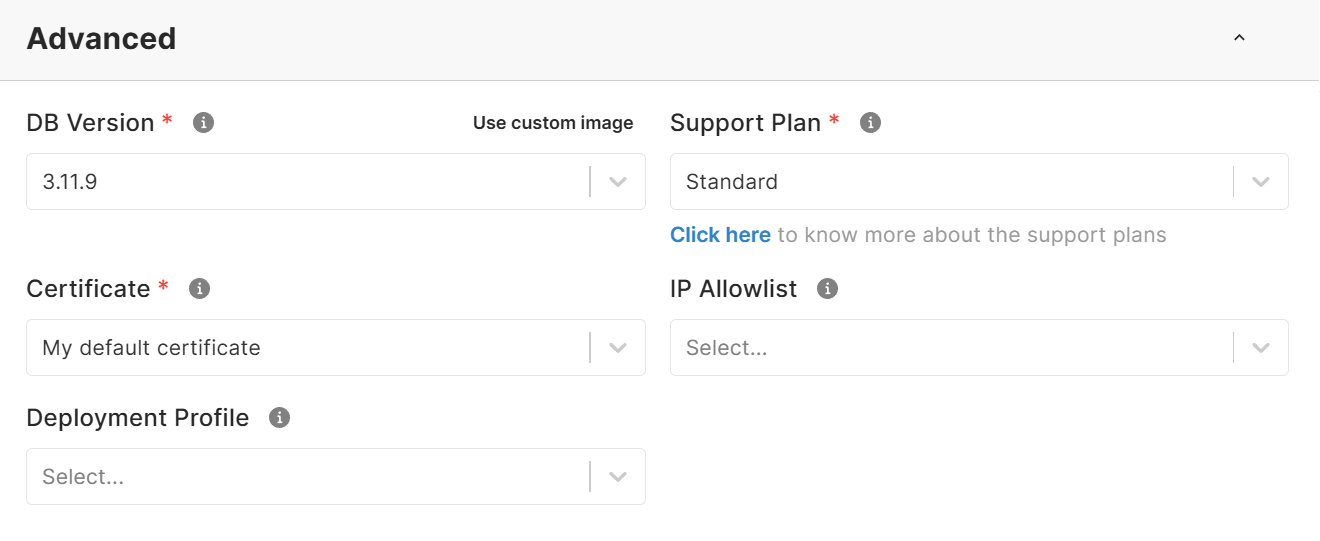 Advanced
DB Version *
Use custom image
3.11.9
Support Plan *
Standard
Click here to know more about the support plans
Certificate *
My default certificate
IP Allowlist
Select...
Deployment Profile
Select...